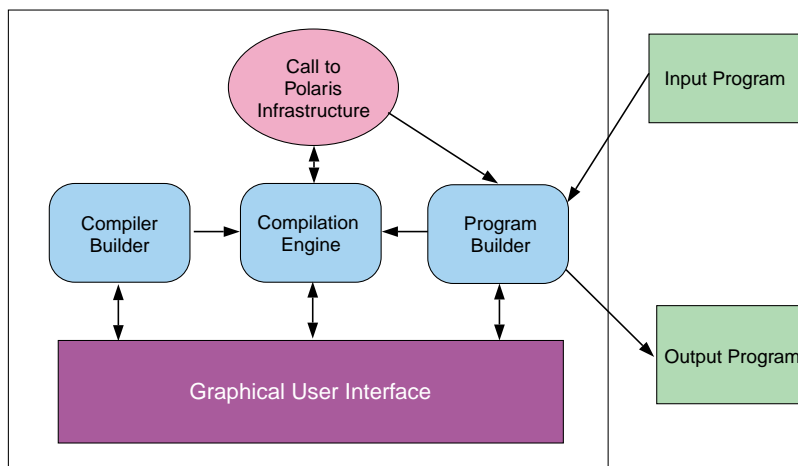 Call to
Polaris
Infrastructure
Input Program
Compiler
Builder
Compilation
Engine
Program
Builder
Output Program
Graphical User Interface